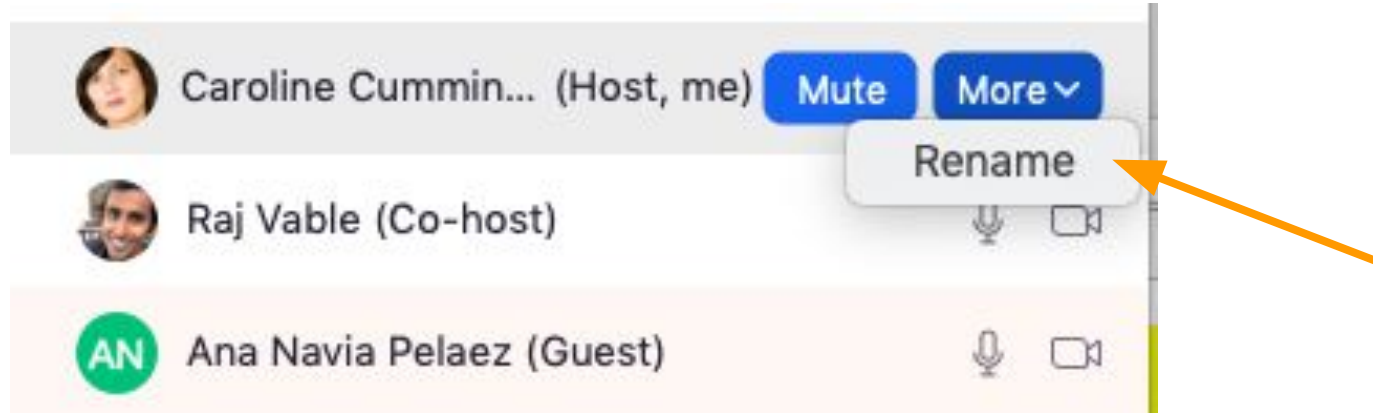 Caroline Cummin... (Host, me) Mute More
Rename
Raj Vable (Co-host)
AN Ana Navia Pelaez (Guest)